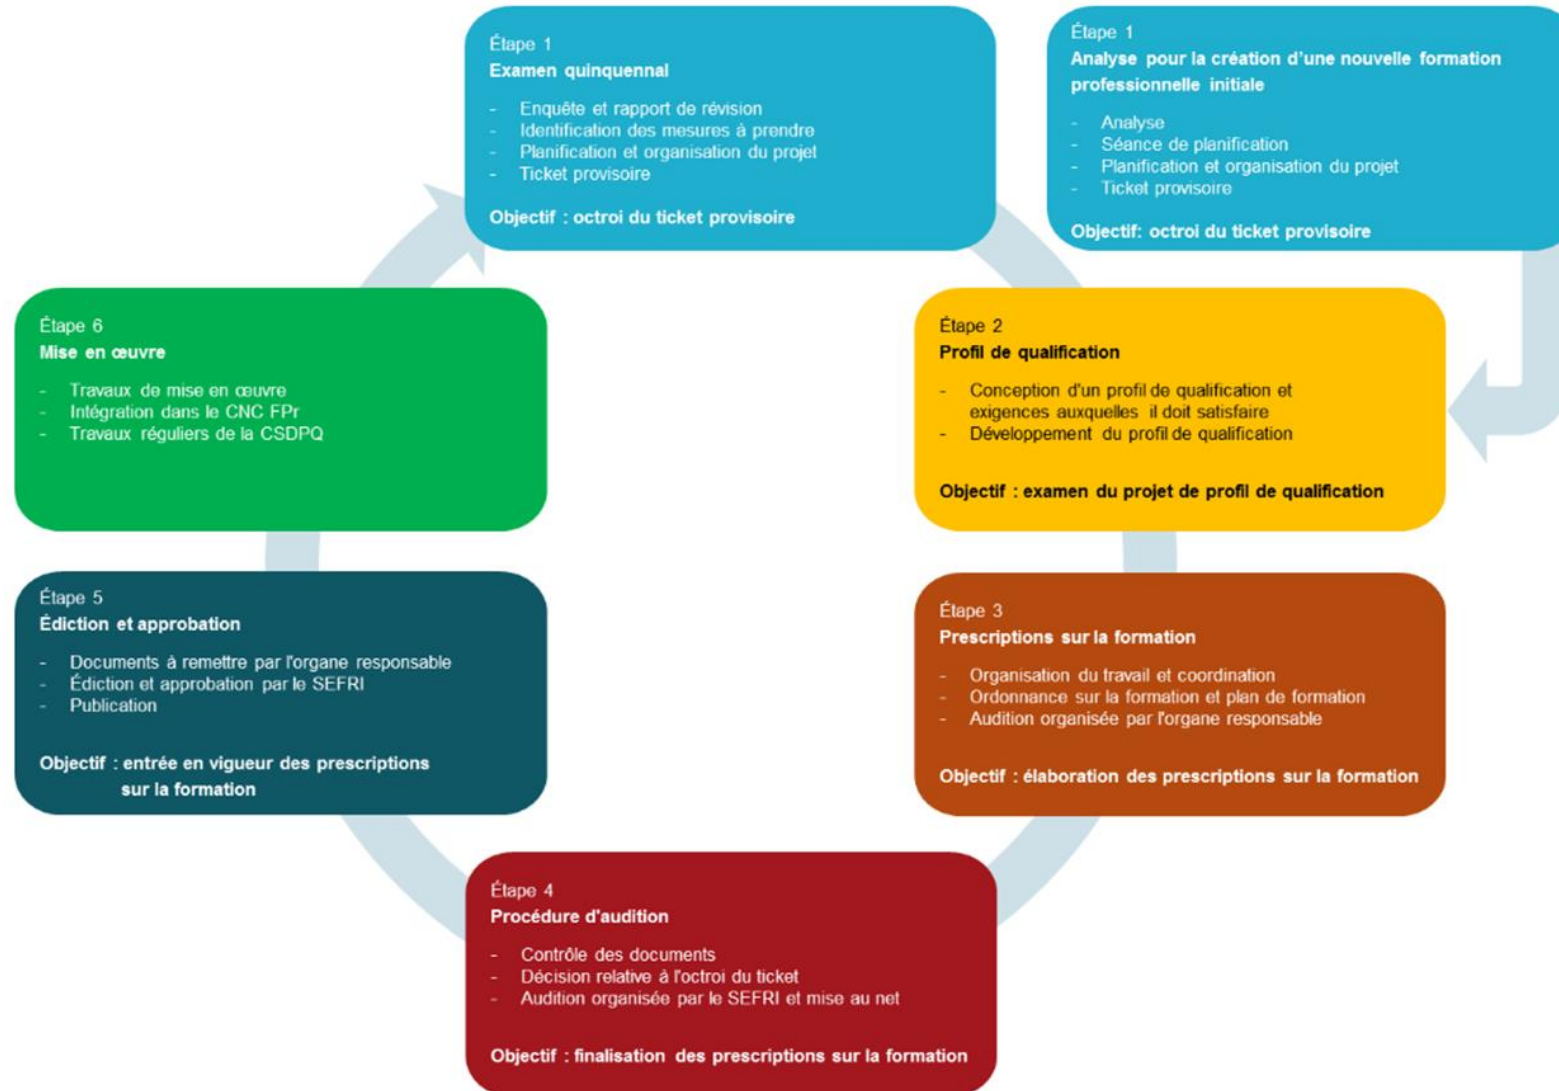 Étape 1
Examen quinquennal
- Enquête et rapport de révision
- Identification des mesures à prendre
- Planification et organisation du projet
- Ticket provisoire
Objectif : octroi du ticket provisoire
Étape 1
Analyse pour la création d'une nouvelle formation
professionnelle initiale
- Analyse
- Séance de planification
- Planification et organisation du projet
- Ticket provisoire
Objectif: octroi du ticket provisoire
Étape 2
Profil de qualification
- Conception d'un profil de qualification et
exigences auxquelles il doit satisfaire
- Développement du profil de qualification
Objectif : examen du projet de profil de qualification
Étape 3
Prescriptions sur la formation
- Organisation du travail et coordination
- Ordonnance sur la formation et plan de formation
- Audition organisée par l'organe responsable
Objectif : élaboration des prescriptions sur la formation
Étape 4
Procédure d'audition
- Contrôle des documents
- Décision relative à l'octroi du ticket
- Audition organisée par le SEFRI et mise au net
Objectif : finalisation des prescriptions sur la formation
Étape 5
Édiction et approbation
- Documents à remettre par l'organe responsable
- Édiction et approbation par le SEFRI
- Publication
Objectif : entrée en vigueur des prescriptions
sur la formation
Étape 6
Mise en œuvre
- Travaux de mise en œuvre
- Intégration dans le CNC FPr
- Travaux réguliers de la CSDPQ